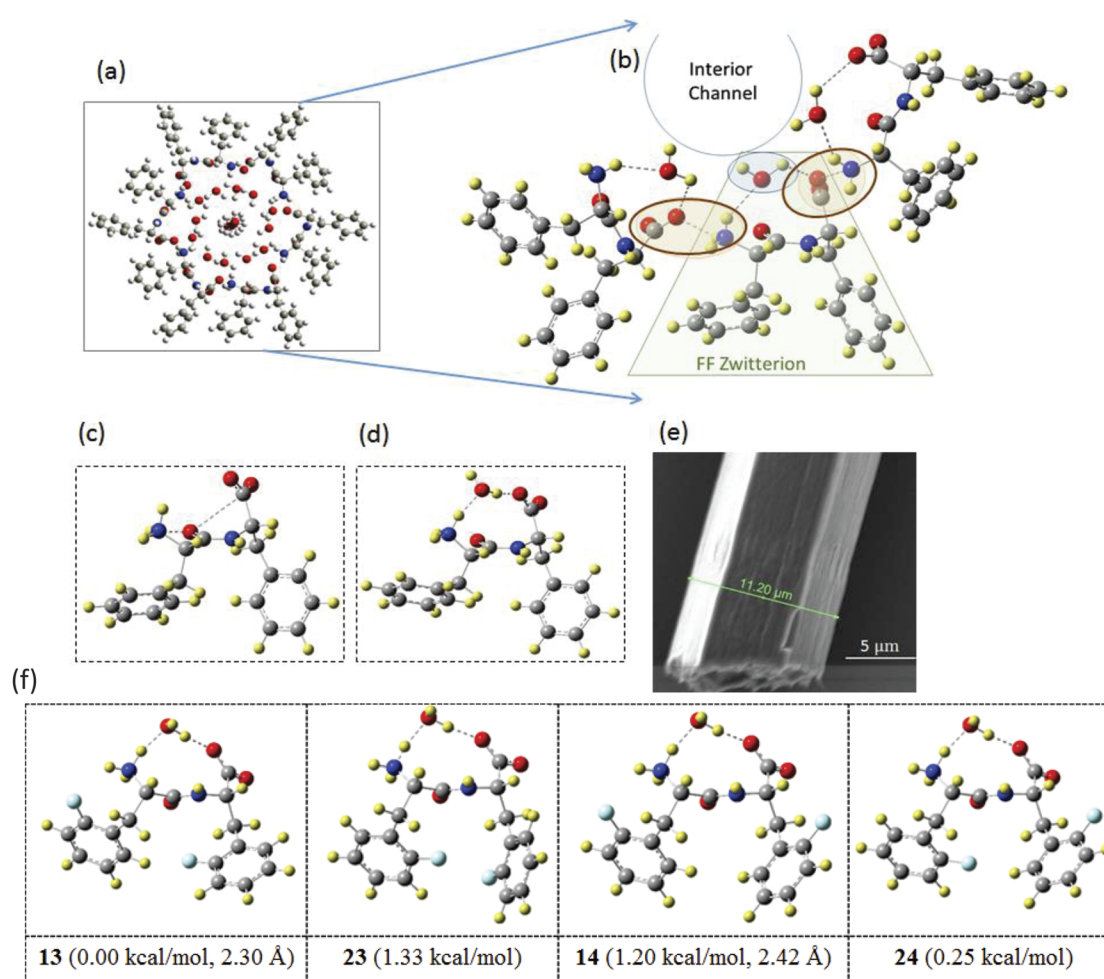 (a)
(b)
Interior
Channel
FF Zwitterion
(c)
(d)
(e)
11.20 μm
5 μm
(f)
13 (0.00 kcal/mol, 2.30 Å)
23 (1.33 kcal/mol)
14 (1.20 kcal/mol, 2.42 Å)
24 (0.25 kcal/mol)